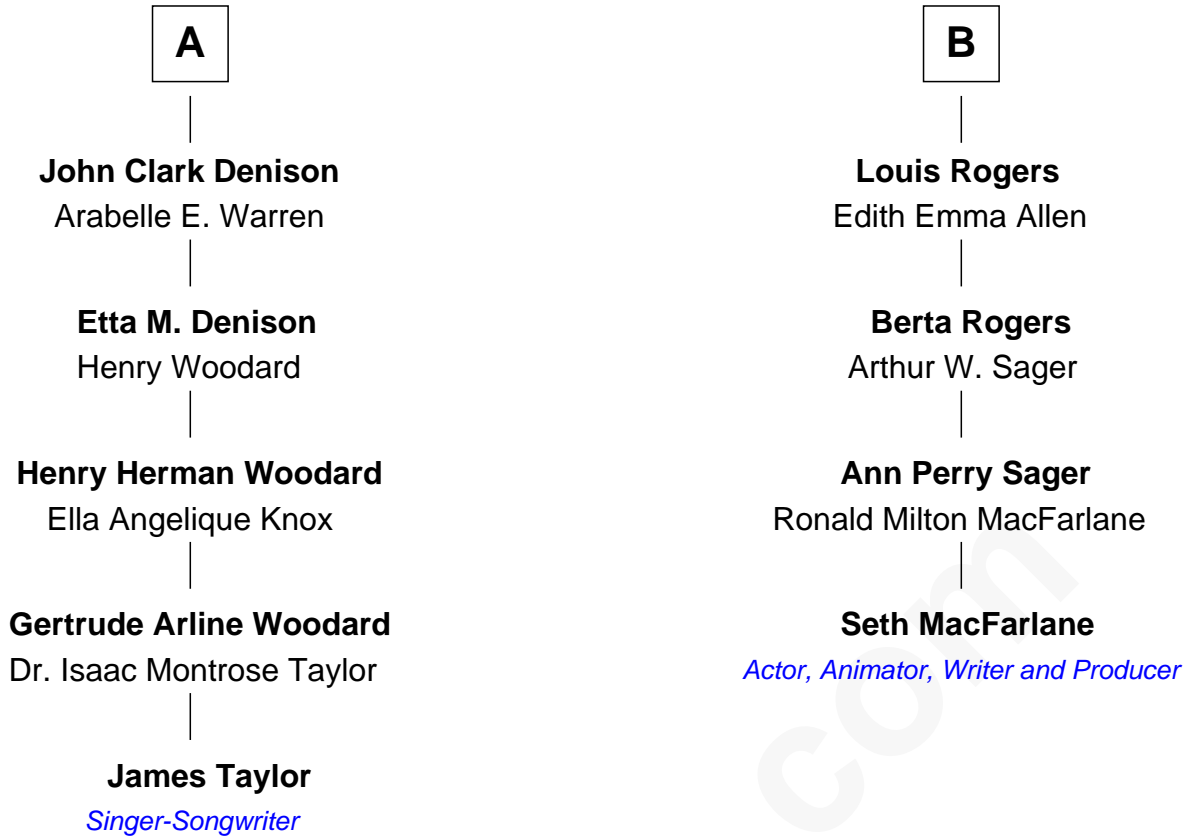 A
John Clark Denison
Arabelle E. Warren
Etta M. Denison
Henry Woodard
Henry Herman Woodard
Ella Angelique Knox
Gertrude Arline Woodard
Dr. Isaac Montrose Taylor
James Taylor
Singer-Songwriter
B
Louis Rogers
Edith Emma Allen
Berta Rogers
Arthur W. Sager
Ann Perry Sager
Ronald Milton MacFarlane
Seth MacFarlane
Actor, Animator, Writer and Producer
com